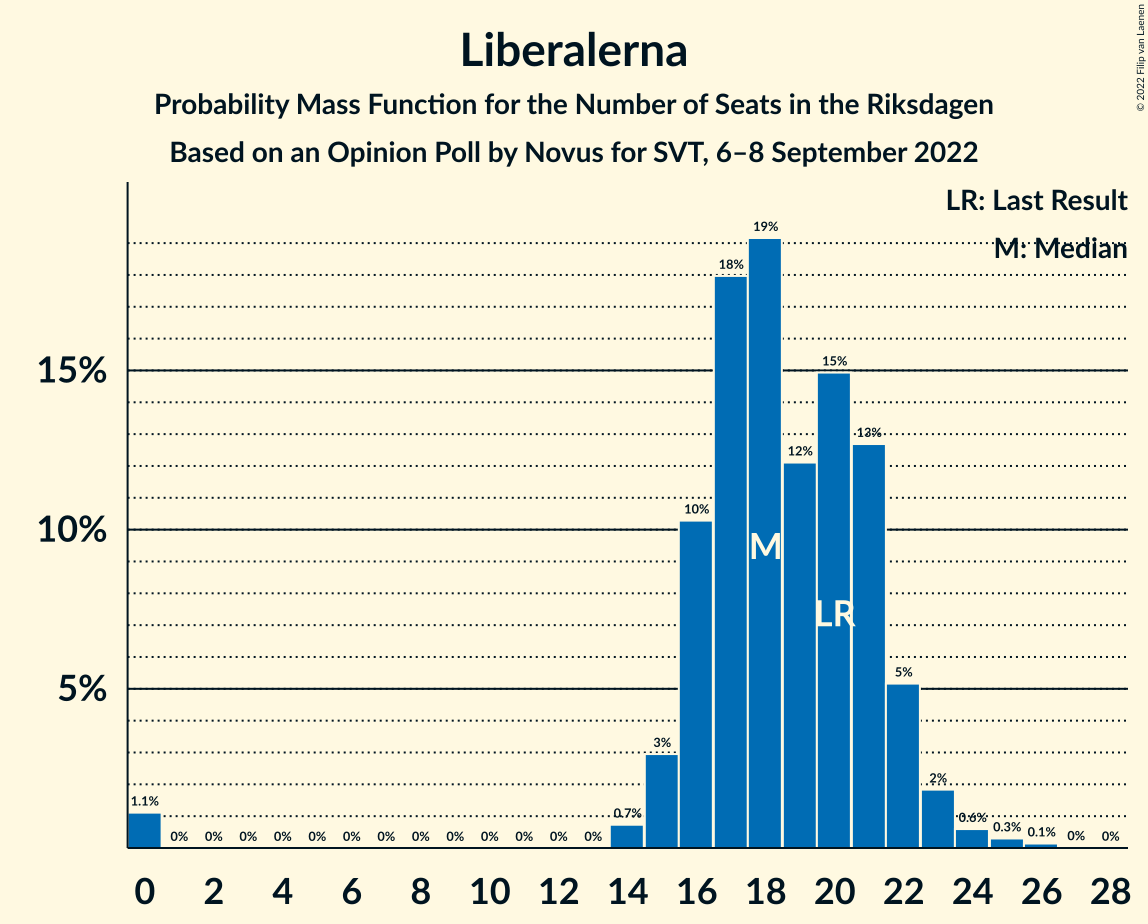 Liberalerna
Probability Mass Function for the Number of Seats in the Riksdagen
Based on an Opinion Poll by Novus for SVT, 6–8 September 2022
© 2022 Filip van Laenen
LR: Last Result
M: Median
15%
10%
5%
1.1% 0% 0% 0% 0% 0% 0% 0% 0% 0% 0% 0% 0% 0% 0.7% 3% 10% 18% 19% 12% 15% 13% 5% 2% 0.6% 0.3% 0.1% 0% 0%
M
LR
0 2 4 6 8 10 12 14 16 18 20 22 24 26 28